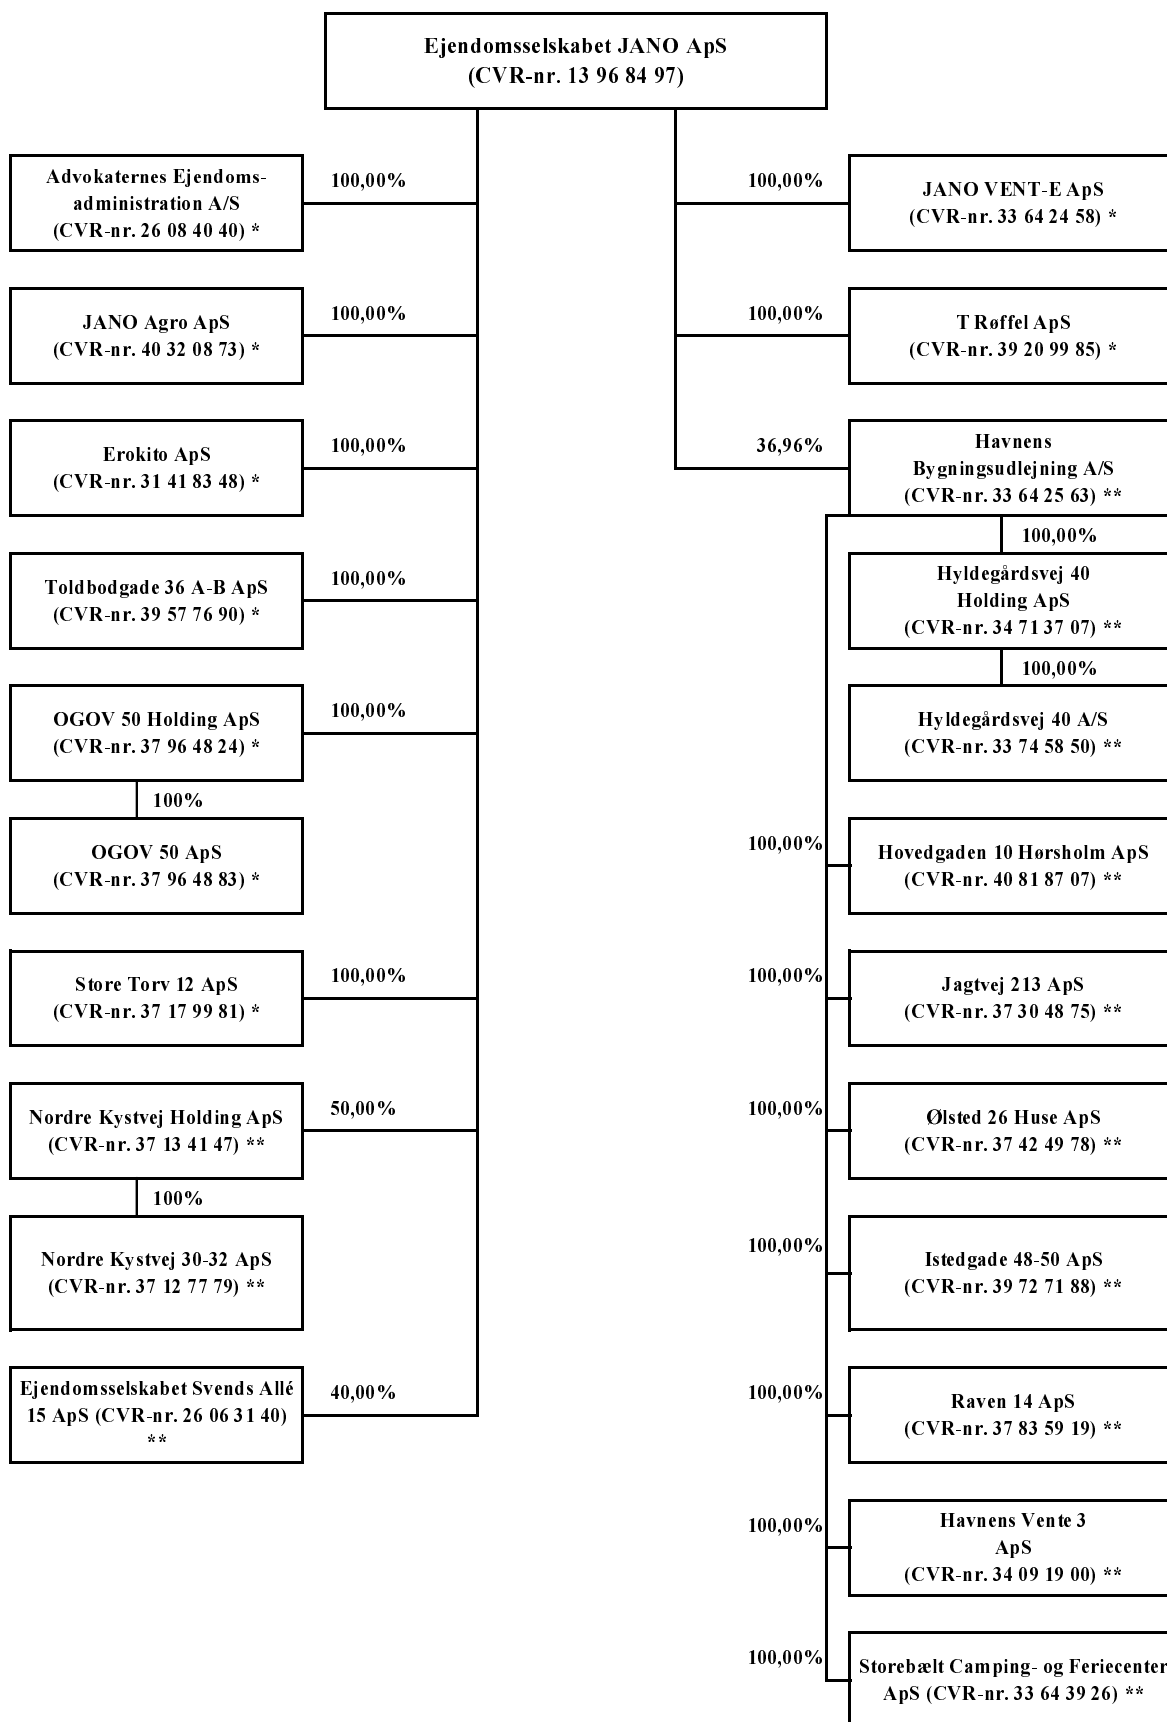 Ejendomsselskabet JANO ApS
(CVR-nr. 13 96 84 97)
Advokaternes Ejendoms-
administration A/S
(CVR-nr. 26 08 40 40) *
100,00%
JANO Agro ApS
(CVR-nr. 40 32 08 73) *
100,00%
Erokito ApS
(CVR-nr. 31 41 83 48) *
100,00%
Toldbodgade 36 A-B ApS
(CVR-nr. 39 57 76 90) *
100,00%
OGOV 50 Holding ApS
(CVR-nr. 37 96 48 24) *
100,00%
100%
OGOV 50 ApS
(CVR-nr. 37 96 48 83) *
Store Torv 12 ApS
(CVR-nr. 37 17 99 81) *
100,00%
Nordre Kystvej Holding ApS
(CVR-nr. 37 13 41 47) **
50,00%
100%
Nordre Kystvej 30-32 ApS
(CVR-nr. 37 12 77 79) **
Ejendomsselskabet Svends Allé
15 ApS (CVR-nr. 26 06 31 40)
**
40,00%
100,00%
JANO VENT-E ApS
(CVR-nr. 33 64 24 58) *
100,00%
T Røffel ApS
(CVR-nr. 39 20 99 85) *
36,96%
Havnens
Bygningsudlejning A/S
(CVR-nr. 33 64 25 63) **
100,00%
Hyldegårdsvej 40
Holding ApS
(CVR-nr. 34 71 37 07) **
100,00%
Hyldegårdsvej 40 A/S
(CVR-nr. 33 74 58 50) **
100,00%
Hovedgaden 10 Hørsholm ApS
(CVR-nr. 40 81 87 07) **
100,00%
Jagtvej 213 ApS
(CVR-nr. 37 30 48 75) **
100,00%
Ølsted 26 Huse ApS
(CVR-nr. 37 42 49 78) **
100,00%
Istedgade 48-50 ApS
(CVR-nr. 39 72 71 88) **
100,00%
Raven 14 ApS
(CVR-nr. 37 83 59 19) **
100,00%
Havnens Vente 3
ApS
(CVR-nr. 34 09 19 00) **
100,00%
Storebælt Camping- og Feriecenter
ApS (CVR-nr. 33 64 39 26) **